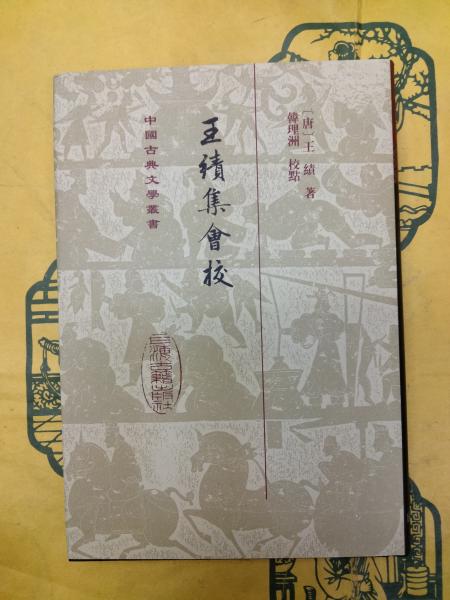 〔唐〕王績 著
韓理洲 校點
王績集會校
中國古典文學叢書
上海古籍出版社